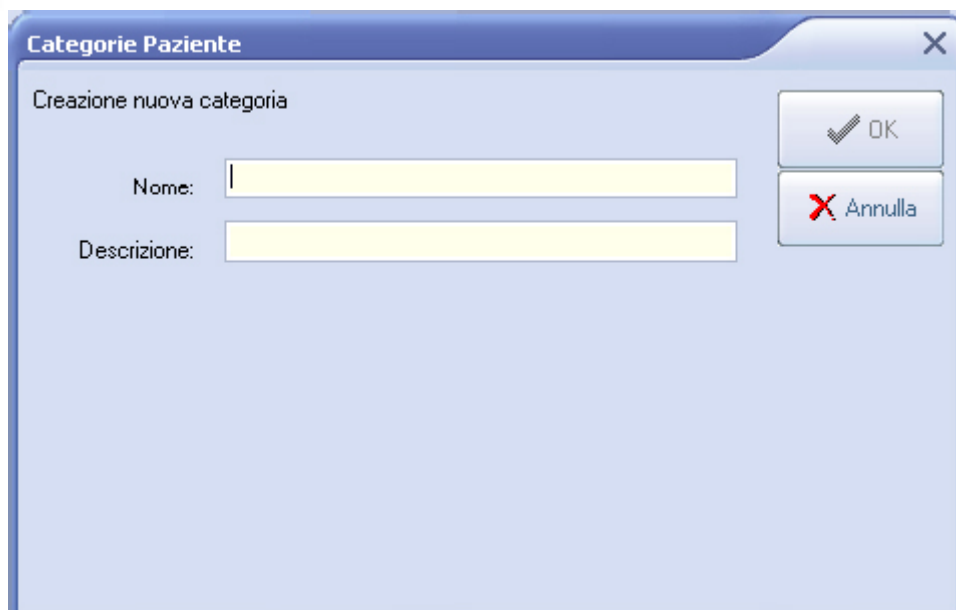 Categorie Paziente
Creazione nuova categoria
OK
Nome:
Annulla
Descrizione: